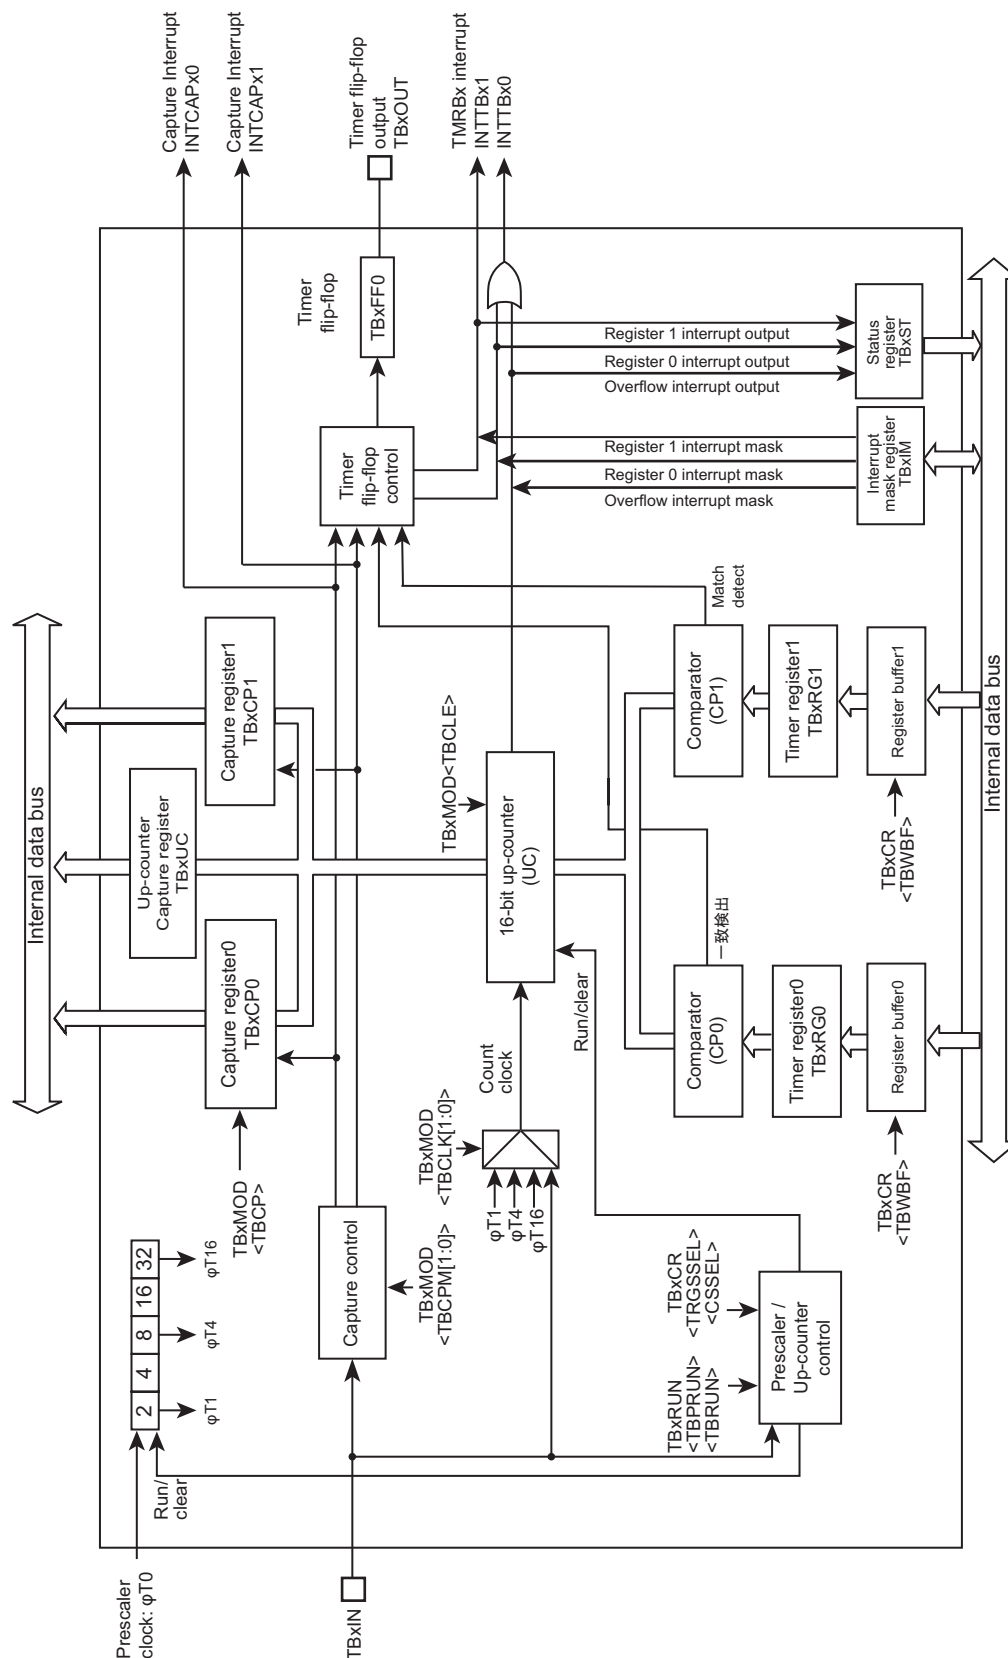 Prescaler
clock: φT0
Run/
clear
2
4
8
16
32
φT1
φT4
φT16
TBxIN
Internal data bus
TBxMOD
<TBCP>
Capture register0
TBxCP0
Up-counter
Capture register
TBxUC
Capture register1
TBxCP1
Capture Interrupt
INTCAPx0
Capture Interrupt
INTCAPx1
Capture control
TBxMOD
<TBCPM[1:0]>
Timer
flip-flop
control
Timer
flip-flop
TBxFF0
Timer flip-flop
output
TBxOUT
TMRBx interrupt
INTTBx1
INTTBx0
TBxMOD
<TBCLK[1:0]>
φT1
φT4
φT16
Count
clock
TBxMOD<TBCLE>
16-bit up-counter
(UC)
Run/clear
TBxRUN
<TBPRUN>
<TBRUN>
TBxCR
<TRGSSEL>
<CSSEL>
Prescaler /
Up-counter
control
Comparator
(CP0)
一致検出
Comparator
(CP1)
Match
detect
Timer register0
TBxRG0
Timer register1
TBxRG1
TBxCR
<TBWBF>
Register buffer0
TBxCR
<TBWBF>
Register buffer1
Register 1 interrupt mask
Register 0 interrupt mask
Overflow interrupt mask
Interrupt
mask register
TBxIM
Register 1 interrupt output
Register 0 interrupt output
Overflow interrupt output
Status
register
TBxST
Internal data bus